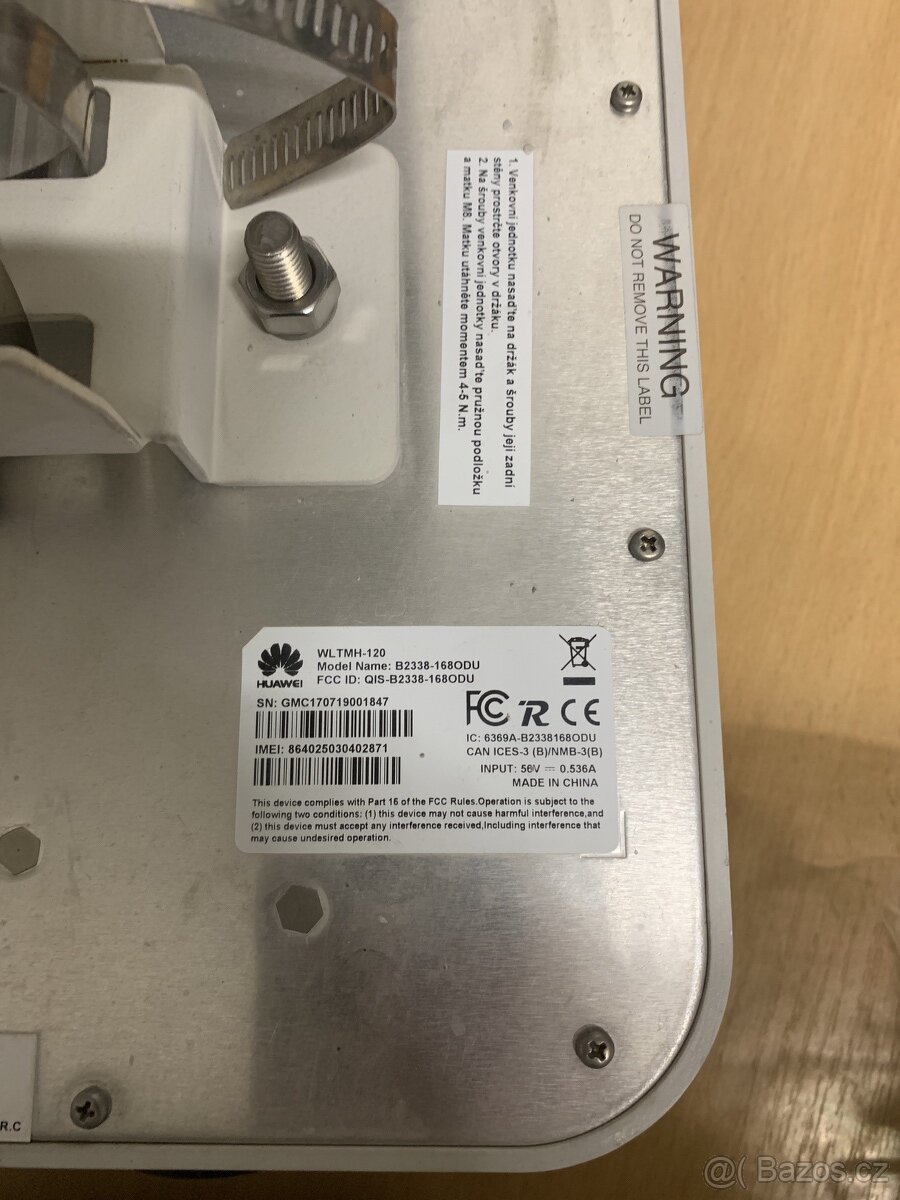 1. Venkovní jednotku nasaďte na držák a šrouby její zadní
stěny prostrčte otvory v držáku.
2. Na šrouby venkovní jednotky nasaďte pružnou podložku
a matku M8. Matku utáhněte momentem 4-5 N.m.
WARNING
DO NOT REMOVE THIS LABEL
HUAWEI
WLTMH-120
Model Name: B2338-168ODU
FCC ID: QIS-B2338-168ODU
SN: GMC170719001847
IMEI: 864025030402871
FC R CE
IC: 6369A-B2338168ODU
CAN ICES-3 (B)/NMB-3(B)
INPUT: 56V ⎓ 0.536A
MADE IN CHINA
This device complies with Part 15 of the FCC Rules.Operation is subject to the
following two conditions: (1) this device may not cause harmful interference,and
(2) this device must accept any interference received,Including interference that
may cause undesired operation.
R.C
@( Bazos.cz